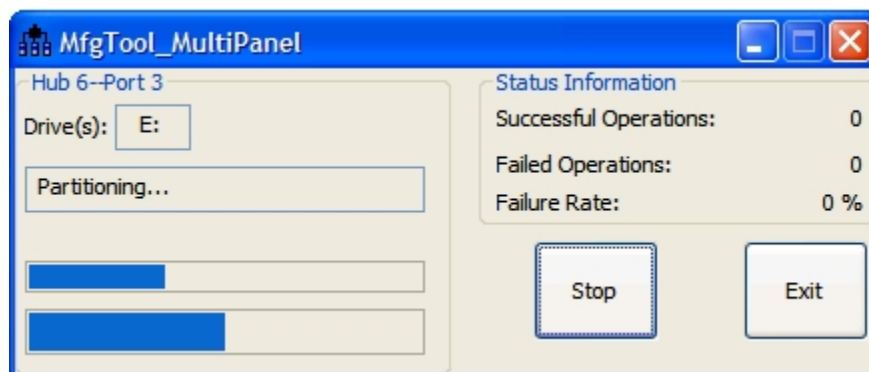 MfgTool_MultiPanel
Hub 6--Port 3
Drive(s): E:
Partitioning...
Status Information
Successful Operations: 0
Failed Operations: 0
Failure Rate: 0 %
Stop
Exit